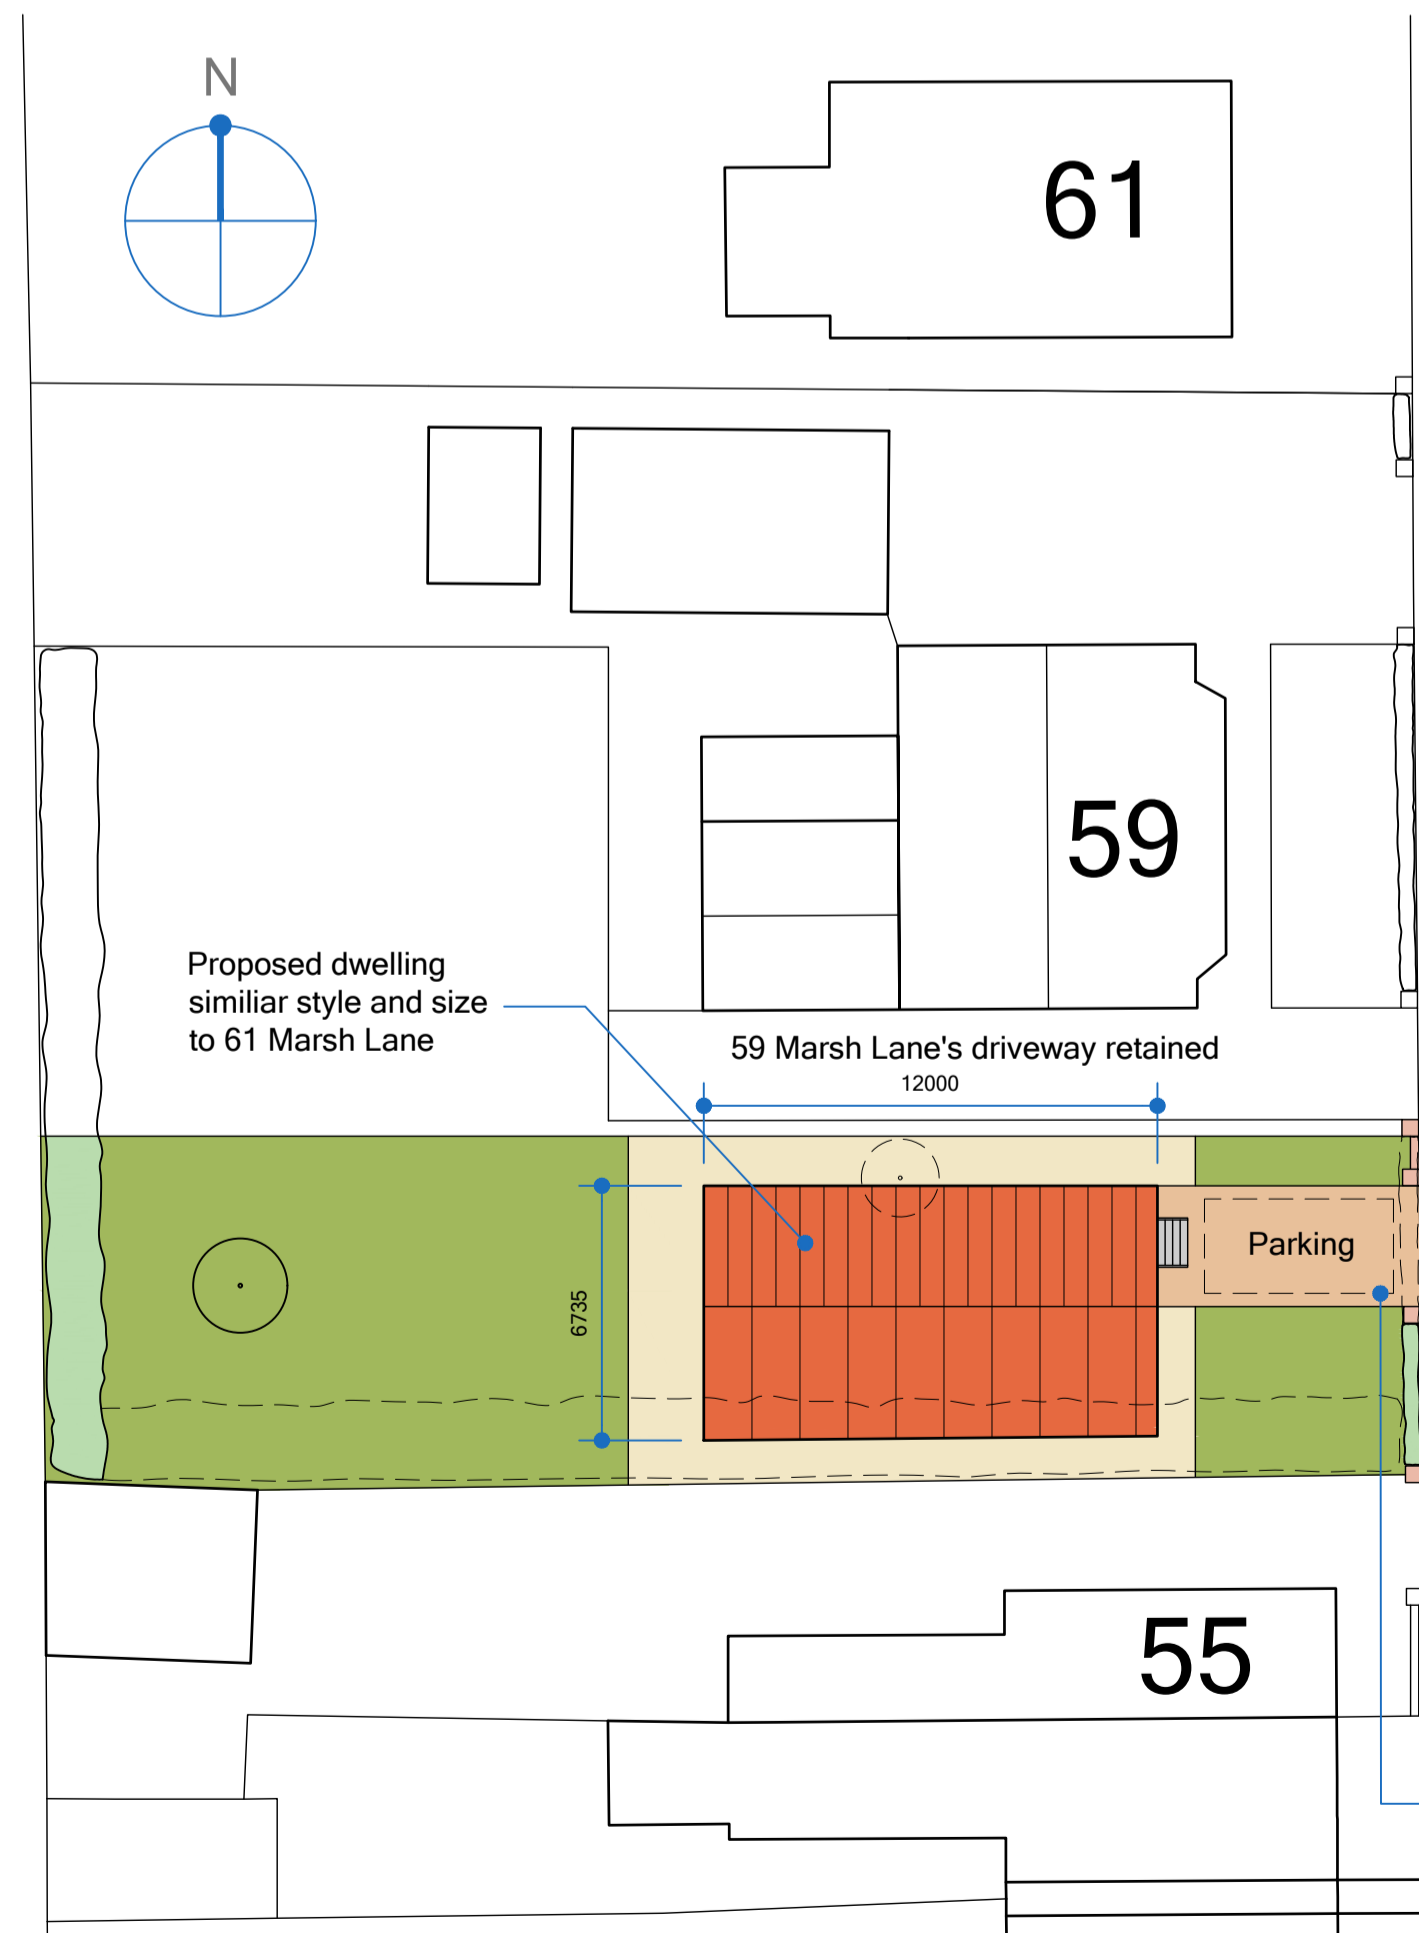 N
61
59
Proposed dwelling
similiar style and size
to 61 Marsh Lane
59 Marsh Lane's driveway retained
12000
Parking
6735
55